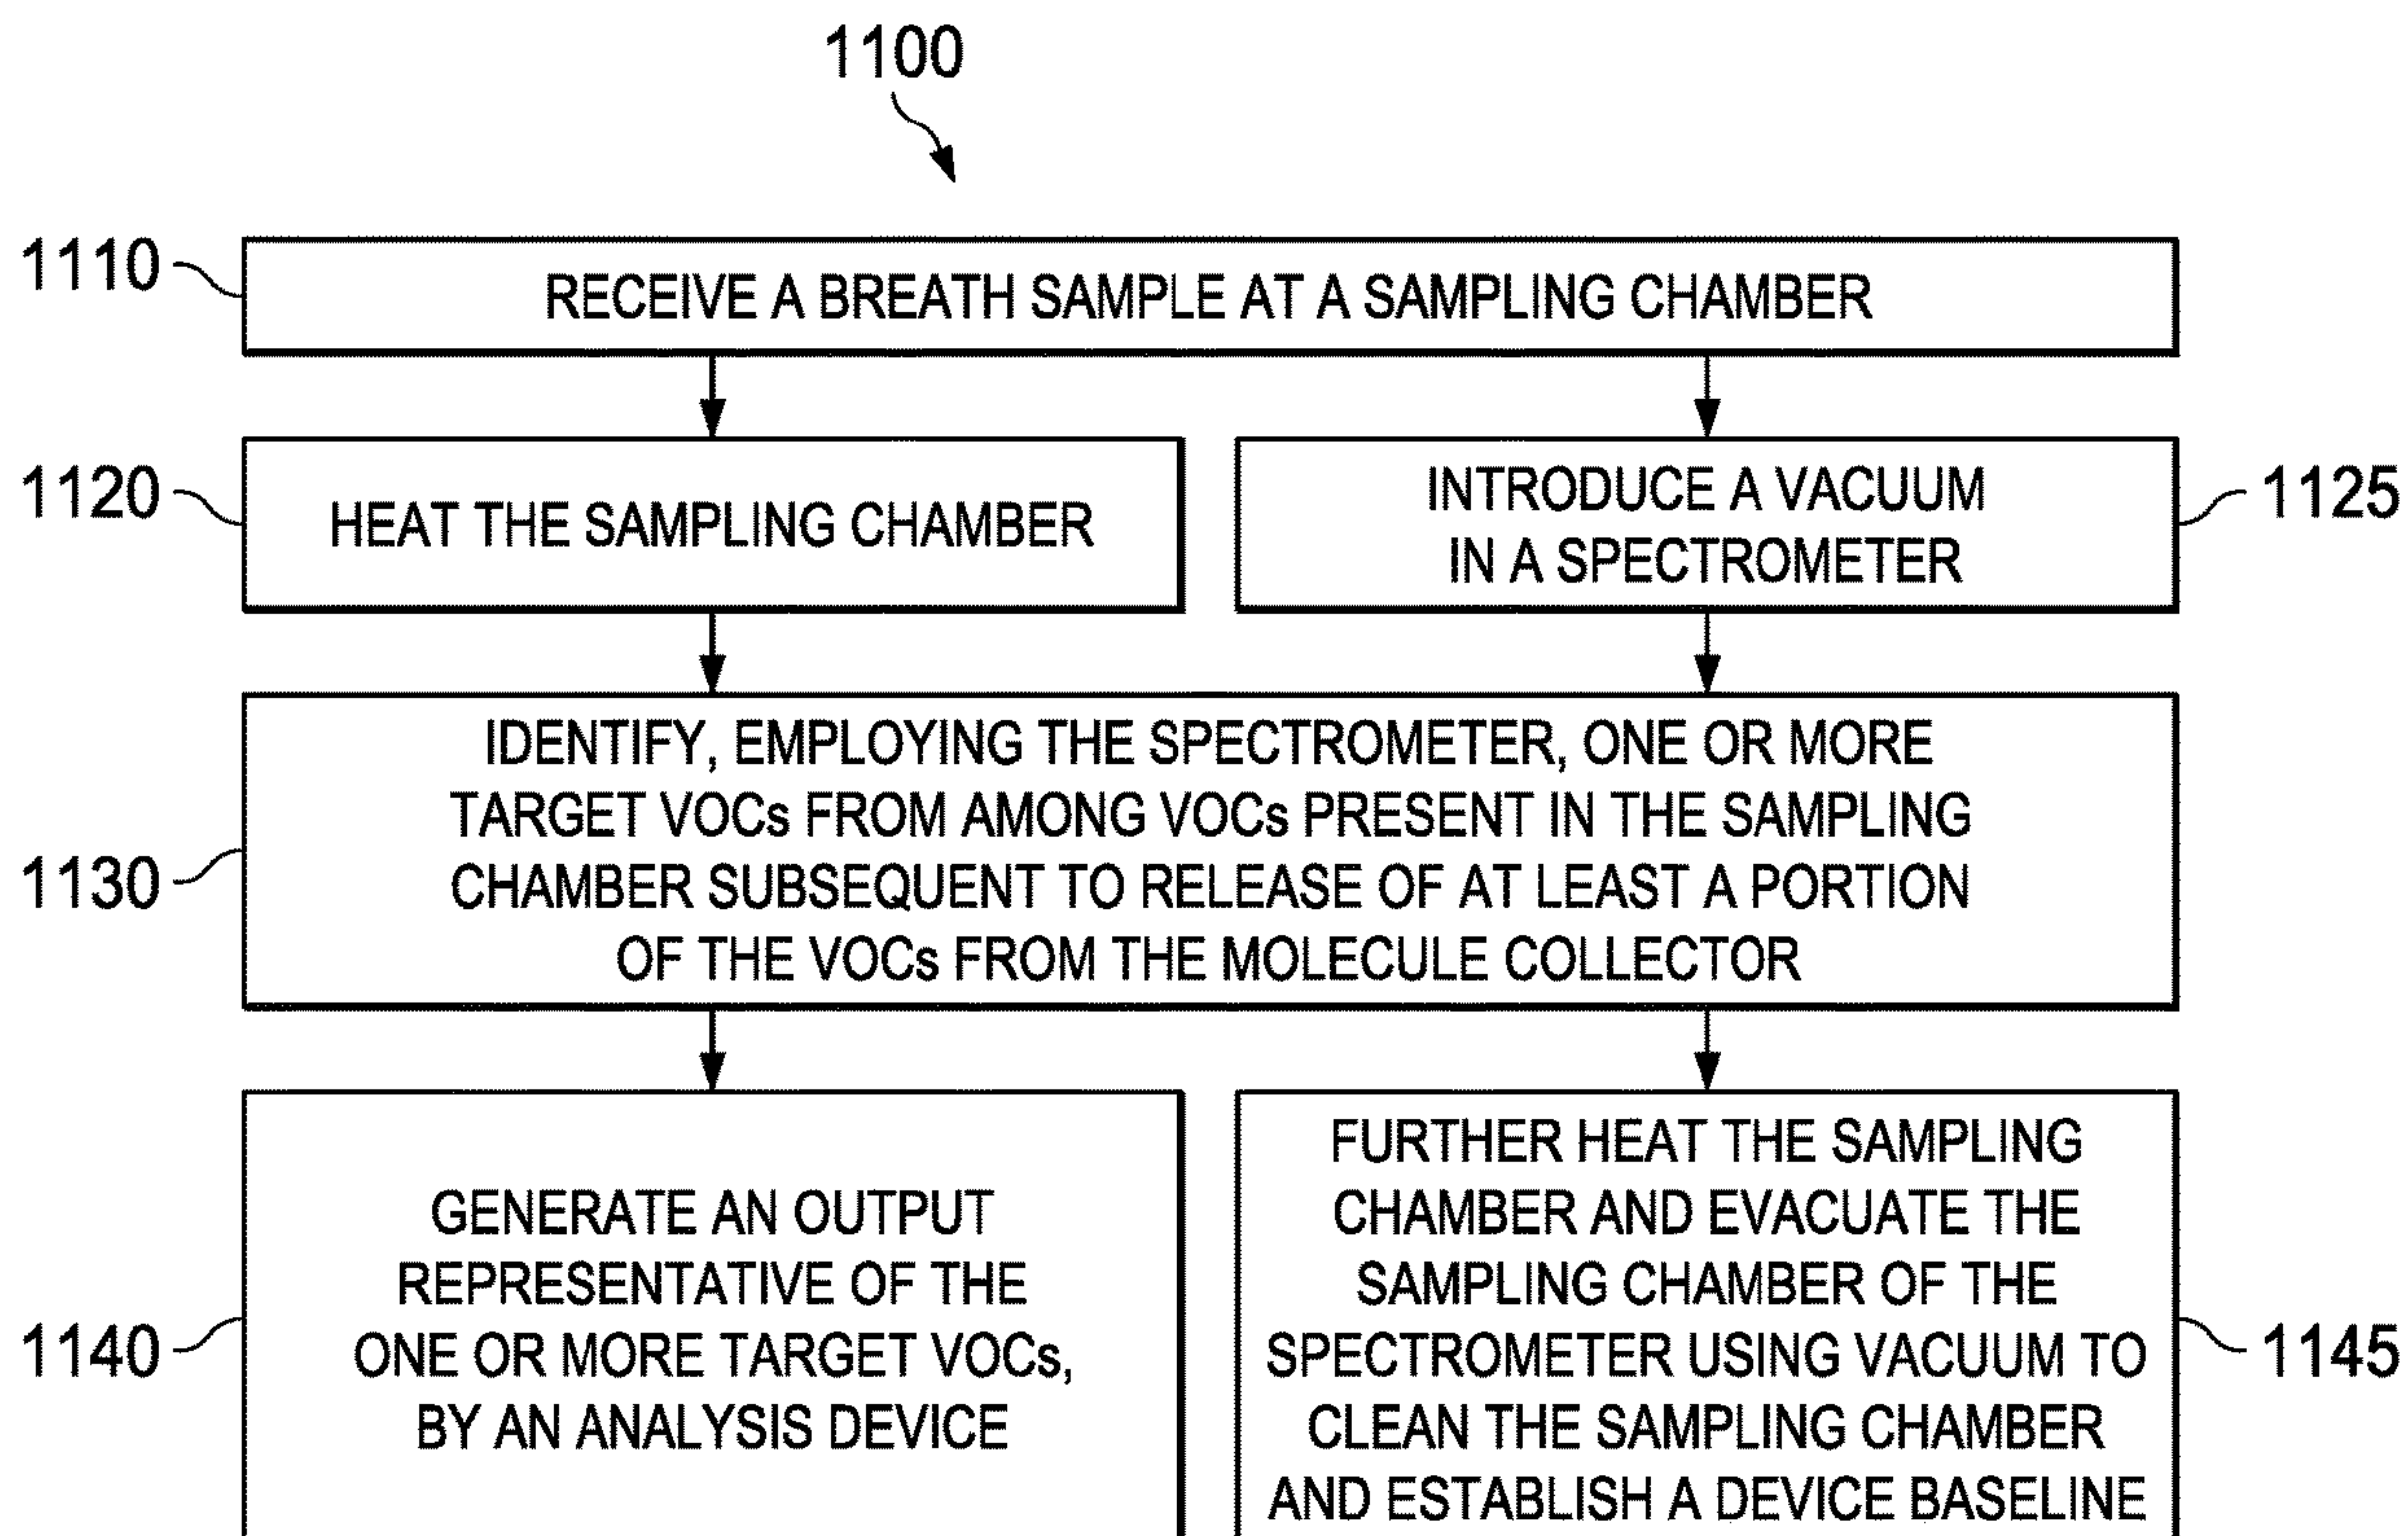 1100
1110
RECEIVE A BREATH SAMPLE AT A SAMPLING CHAMBER
1120
HEAT THE SAMPLING CHAMBER
INTRODUCE A VACUUM
IN A SPECTROMETER
1125
1130
IDENTIFY, EMPLOYING THE SPECTROMETER, ONE OR MORE
TARGET VOCs FROM AMONG VOCs PRESENT IN THE SAMPLING
CHAMBER SUBSEQUENT TO RELEASE OF AT LEAST A PORTION
OF THE VOCs FROM THE MOLECULE COLLECTOR
1140
GENERATE AN OUTPUT
REPRESENTATIVE OF THE
ONE OR MORE TARGET VOCs,
BY AN ANALYSIS DEVICE
FURTHER HEAT THE SAMPLING
CHAMBER AND EVACUATE THE
SAMPLING CHAMBER OF THE
SPECTROMETER USING VACUUM TO
CLEAN THE SAMPLING CHAMBER
AND ESTABLISH A DEVICE BASELINE
1145